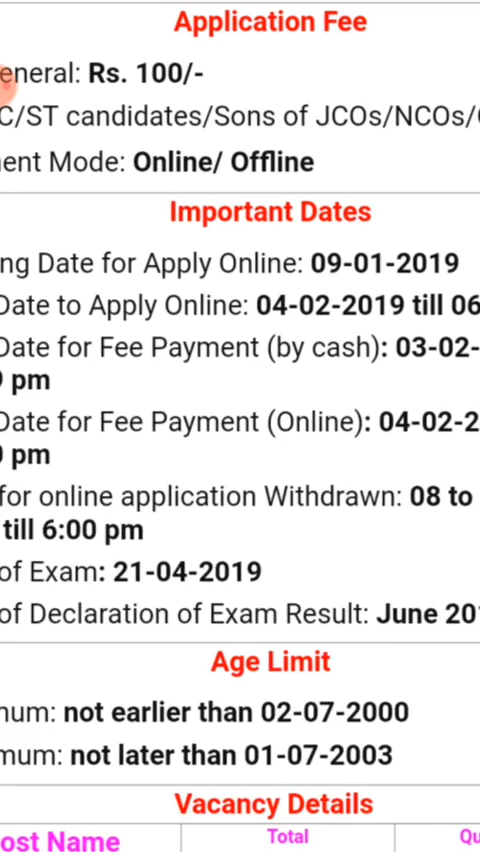 Application Fee
eneral: Rs. 100/-
C/ST candidates/Sons of JCOs/NCOs/
ent Mode: Online/ Offline
Important Dates
ng Date for Apply Online: 09-01-2019
Date to Apply Online: 04-02-2019 till 06
Date for Fee Payment (by cash): 03-02-
pm
Date for Fee Payment (Online): 04-02-2
pm
for online application Withdrawn: 08 to
till 6:00 pm
of Exam: 21-04-2019
of Declaration of Exam Result: June 20
Age Limit
num: not earlier than 02-07-2000
mum: not later than 01-07-2003
Vacancy Details
ost Name Total Qu